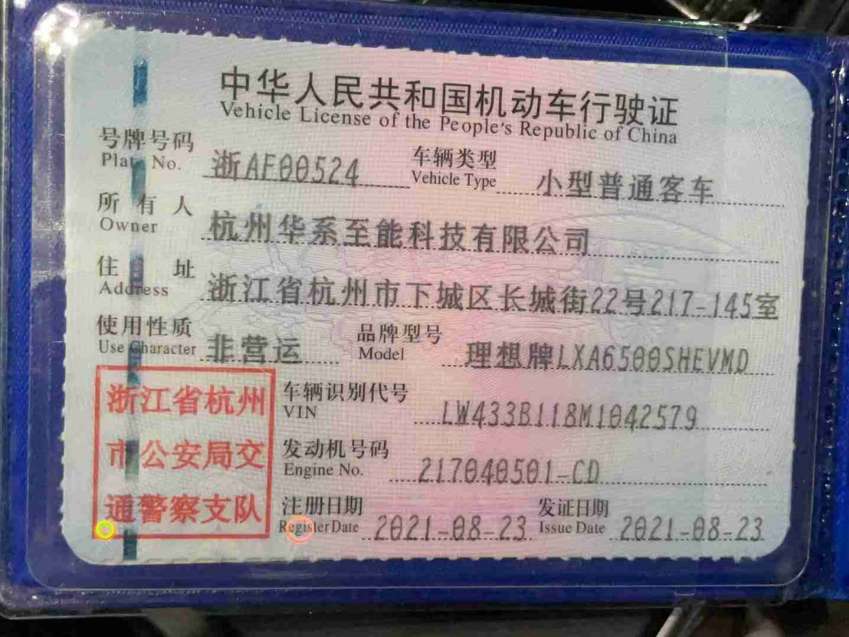 中华人民共和国机动车行驶证
Vehicle License of the People's Republic of China
号牌号码 浙AF00524 车辆类型 小型普通客车
Plate No. Vehicle Type
所有人 杭州华系至能科技有限公司
Owner
住址 浙江省杭州市下城区长城街22号217-145室
Address
使用性质 非营运 品牌型号 理想牌LXA6500SHEVMD
Use Character Model
浙江省杭州
市公安局交
通警察支队
车辆识别代号 LW433B118M1042579
VIN
发动机号码 217040501-CD
Engine No.
注册日期 2021-08-23 发证日期 2021-08-23
Register Date Issue Date